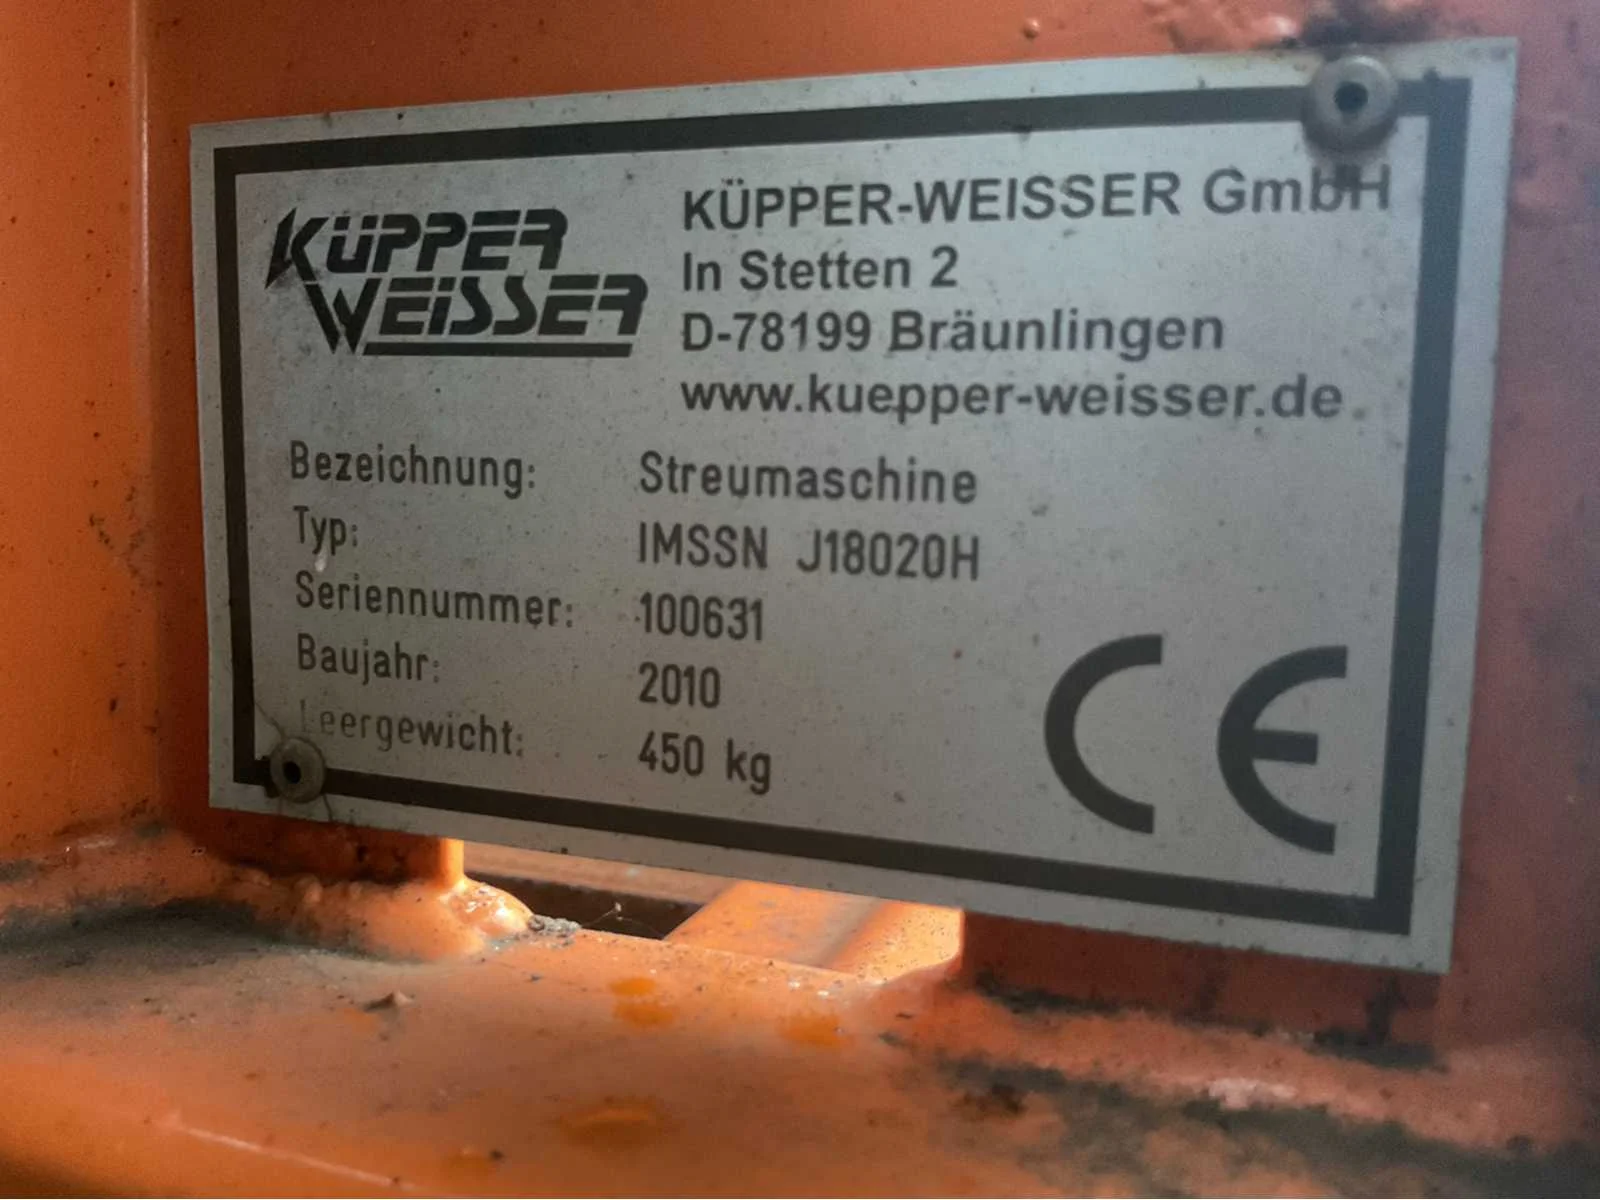 KÜPPER WEISSER
KÜPPER-WEISSER GmbH
In Stetten 2
D-78199 Bräunlingen
www.kuepper-weisser.de
Bezeichnung: Streumaschine
Typ: IMSSN J18020H
Seriennummer: 100631
Baujahr: 2010
Leergewicht: 450 kg
CE